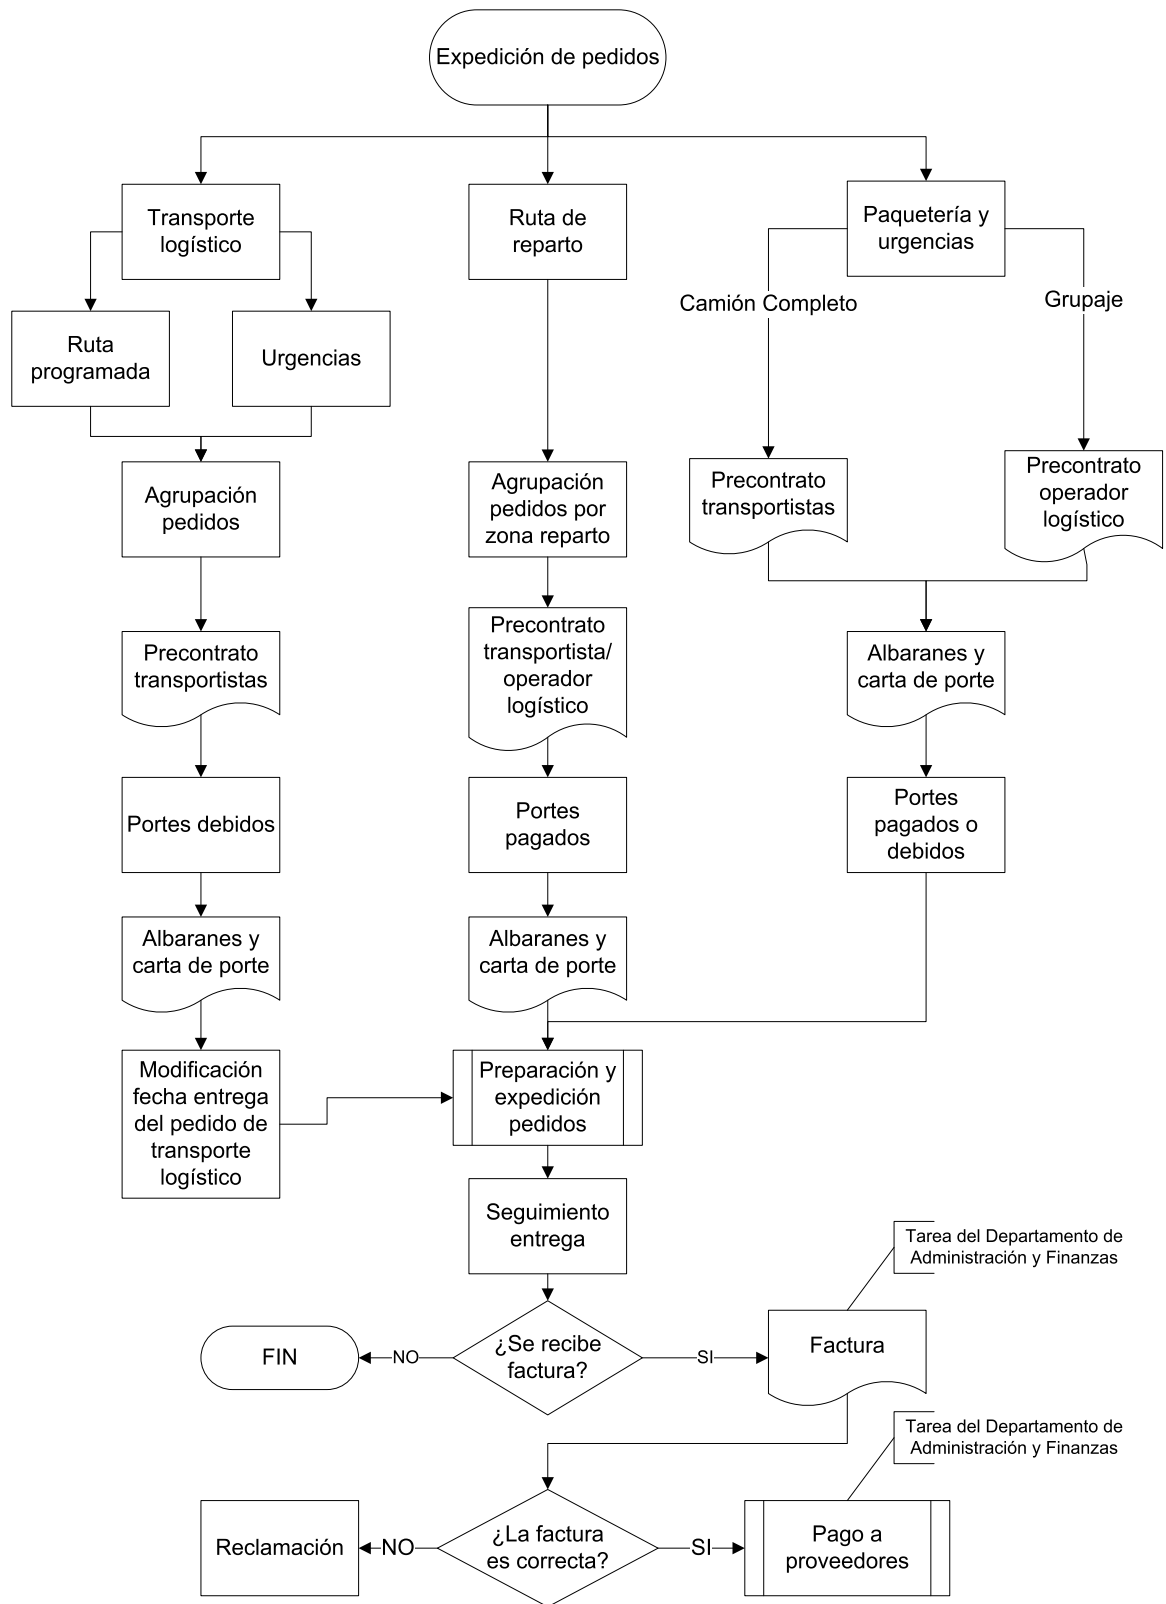 Expedición de pedidos
Transporte
logístico
Ruta de
reparto
Paquetería y
urgencias
Camión Completo
Grupaje
Ruta
programada
Urgencias
Agrupación
pedidos
Agrupación
pedidos por
zona reparto
Precontrato
transportistas
Precontrato
operador
logístico
Precontrato
transportistas
Precontrato
transportista/
operador
logístico
Albaranes y
carta de porte
Portes debidos
Portes
pagados
Portes
pagados o
debidos
Albaranes y
carta de porte
Albaranes y
carta de porte
Modificación
fecha entrega
del pedido de
transporte
logístico
Preparación y
expedición
pedidos
Seguimiento
entrega
Tarea del Departamento de
Administración y Finanzas
FIN
NO
¿Se recibe
factura?
SI
Factura
Tarea del Departamento de
Administración y Finanzas
Reclamación
NO
¿La factura
es correcta?
SI
Pago a
proveedores